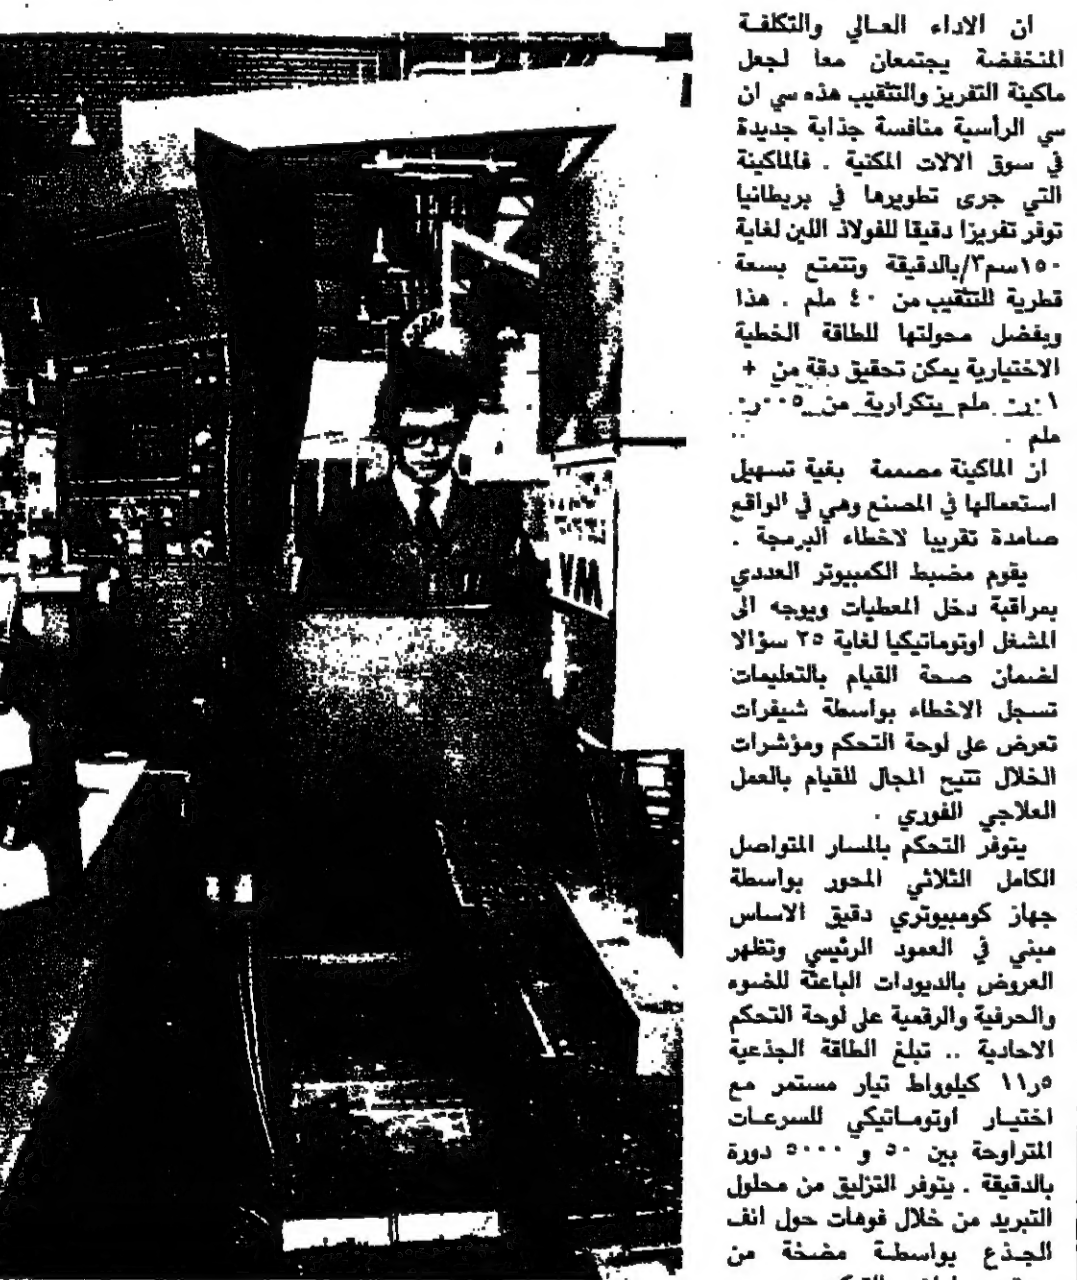 ان الاداء العالي والتكلفة
المنخفضة يجتمعان معا لجعل
ماكينة التفريز والتثقيب هذه سي ان
سي الرأسية منافسة جذابة جديدة
في سوق الالات المكنية . فالماكينة
التي جرى تطويرها في بريطانيا
توفر تفريزا دقيقا للفولاذ اللين لغاية
١٥٠سم٣/بالدقيقة وتتمتع بسعة
قطرية للتثقيب من ٤٠ ملم . هذا
وبفضل محولتها للطاقة الخطية
الاختيارية يمكن تحقيق دقة من +
٠١ر٠ ملم بتكرارية من ٠٠٥ر٠
ملم .
ان الماكينة مصممة بغية تسهيل
استعمالها في المصنع وهي في الواقع
صامدة تقريبا لاخطاء البرمجة .
يقوم مضبط الكمبيوتر العددي
بمراقبة دخل المعطيات ويوجه الى
المشغل اوتوماتيكيا لغاية ٢٥ سؤالا
لضمان صحة القيام بالتعليمات
تسجل الاخطاء بواسطة شيفرات
تعرض على لوحة التحكم ومؤشرات
الخلال تتيح المجال للقيام بالعمل
العلاجي الفوري .
يتوفر التحكم بالمسار المتواصل
الكامل الثلاثي المحور بواسطة
جهاز كومبيوتري دقيق الاساس
مبني في العمود الرئيسي وتظهر
العروض بالديودات الباعثة للضوء
والحرفية والرقمية على لوحة التحكم
الاحادية .. تبلغ الطاقة الجذعية
٥ر١١ كيلوواط تيار مستمر مع
اختيار اوتوماتيكي للسرعات
المتراوحة بين ٥٠ و ٥٠٠٠ دورة
بالدقيقة . يتوفر التزليق من محلول
التبريد من خلال فوهات حول انف
الجذع بواسطة مضخة من